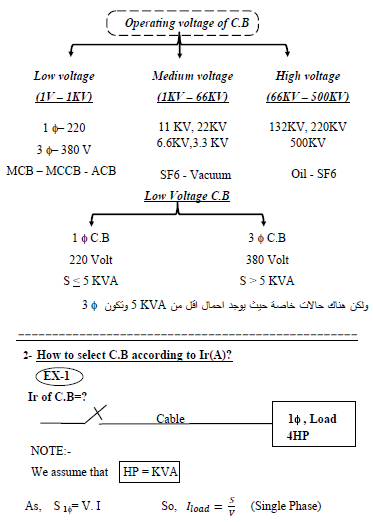 Operating voltage of C.B
Low voltage Medium voltage High voltage
(1V – 1KV) (1KV – 66KV) (66KV – 500KV)
1 ϕ– 220 11 KV, 22KV 132KV, 220KV
3 ϕ– 380 V 6.6KV,3.3 KV 500KV
MCB – MCCB - ACB SF6 - Vacuum Oil - SF6
Low Voltage C.B
1 ϕ C.B 3 ϕ C.B
220 Volt 380 Volt
S ≤ 5 KVA S > 5 KVA
ولكن هناك حالات خاصة حيث يوجد احمال اقل من 5 KVA وتكون 3 ϕ
2- How to select C.B according to Ir(A)?
EX-1
Ir of C.B=?
Cable
1ϕ , Load
4HP
NOTE:-
We assume that HP = KVA
As, S 1ϕ= V. I So, I load = S/V (Single Phase)